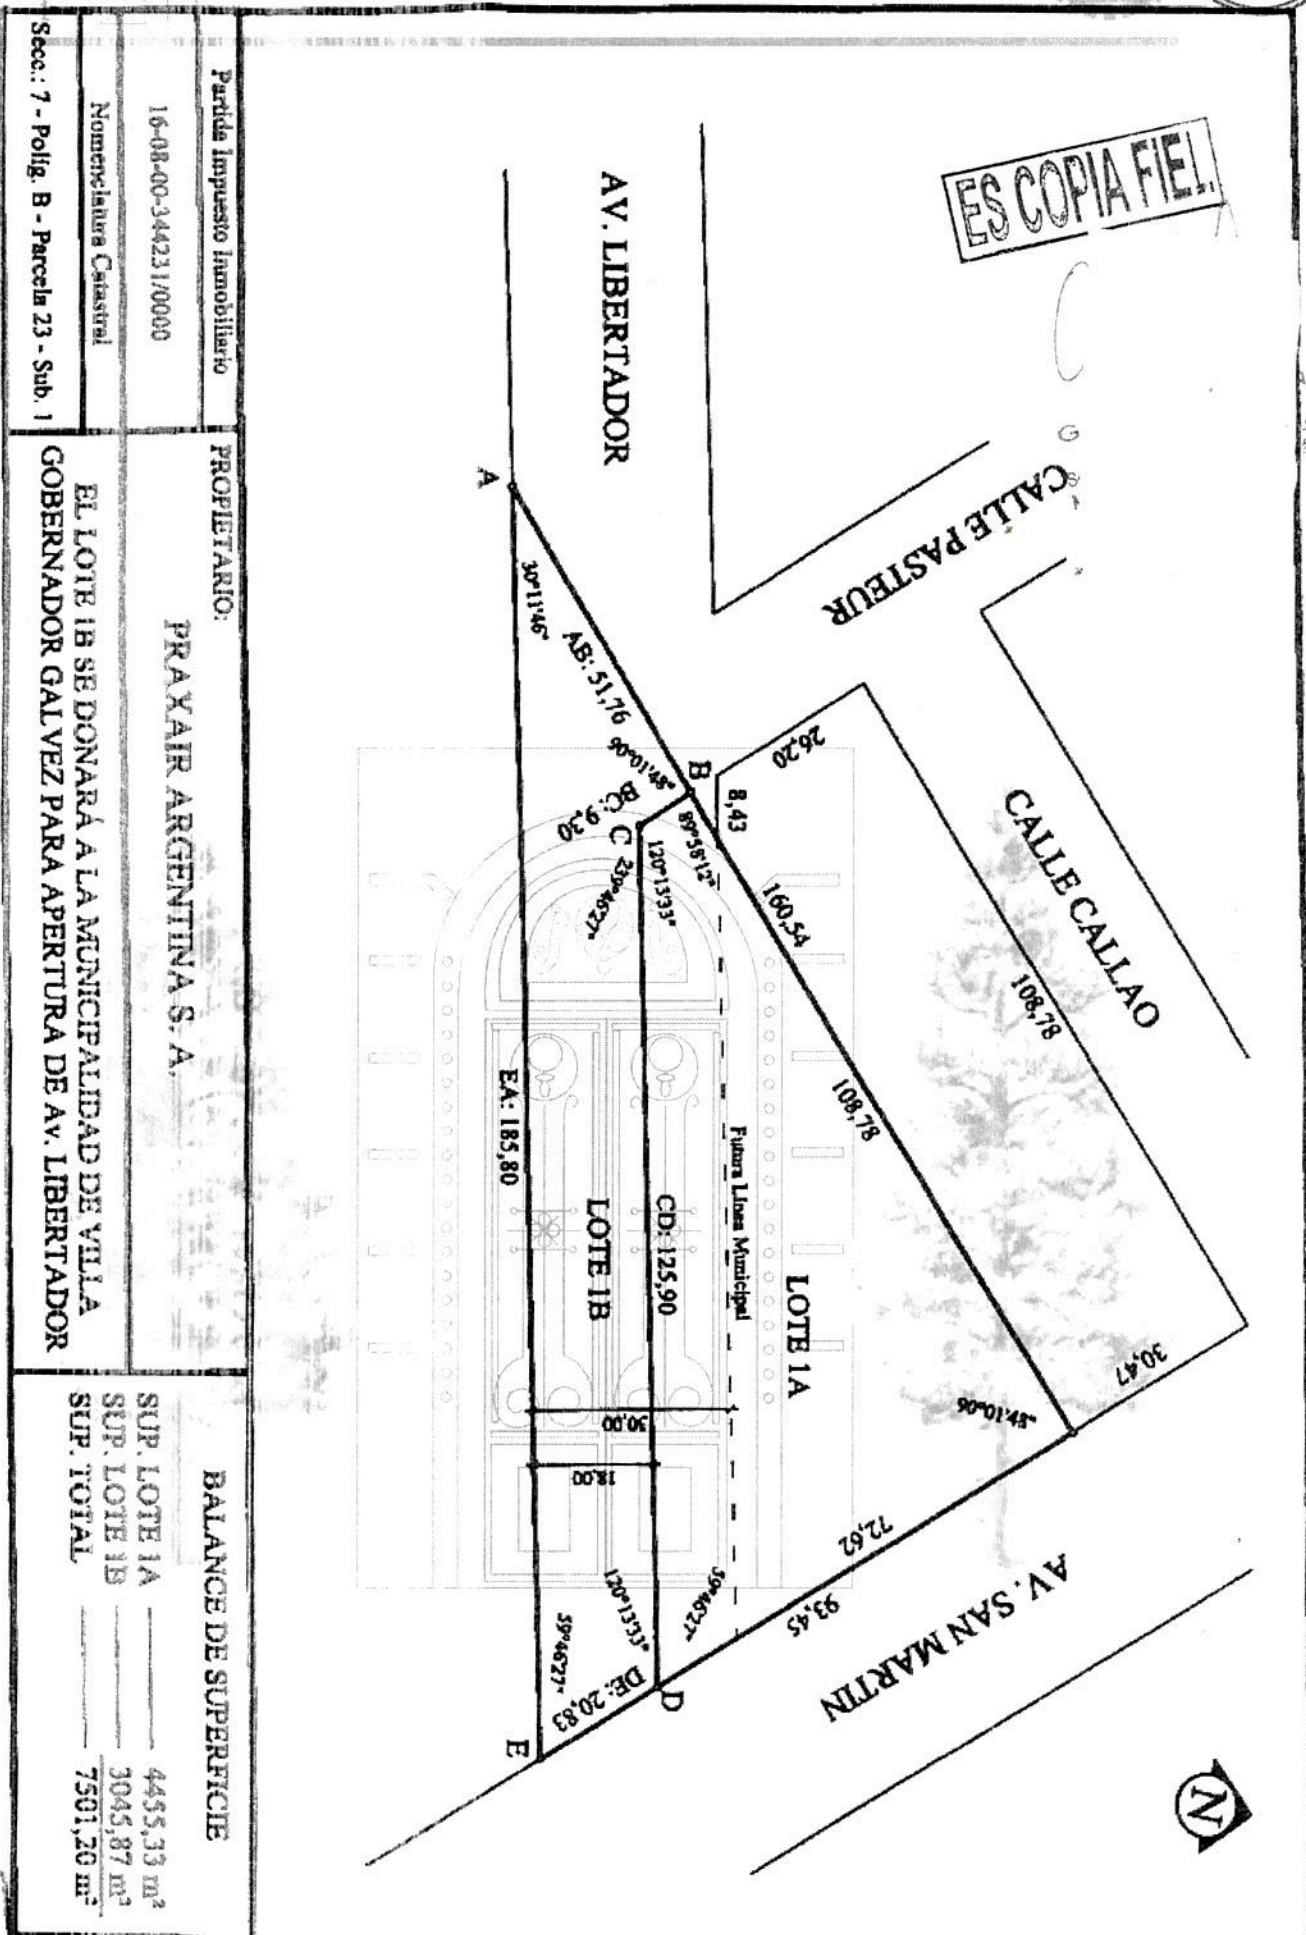 ES COPIA FIEL
AV. LIBERTADOR
CALLE PASTEUR
CALLE CALLAO
AV. SAN MARTIN
N
A
30°11'46"
AB: 51,76
90°01'48"
B
BC: 9,30
C
239°46'27"
89°58'12"
120°13'33"
8,43
26,20
160,54
108,78
108,78
30,47
90°01'48"
72,62
93,45
Futura Línea Municipal
LOTE 1A
CD: 125,90
LOTE 1B
EA: 185,80
30,00
18,00
59°46'27"
120°13'33"
59°46'27"
DE: 20,83
D
E
Partida Impuesto Inmobiliario
16-08-00-344231/0000
Nomenclatura Catastral
Secc.: 7 - Políg. B - Parcela 23 - Sub. 1
PROPIETARIO:
PRAXAIR ARGENTINA S. A.
EL LOTE 1B SE DONARÁ A LA MUNICIPALIDAD DE VILLA
GOBERNADOR GALVEZ PARA APERTURA DE AV. LIBERTADOR
BALANCE DE SUPERFICIE
SUP. LOTE 1A 4455,33 m²
SUP. LOTE 1B 3045,87 m²
SUP. TOTAL 7501,20 m²